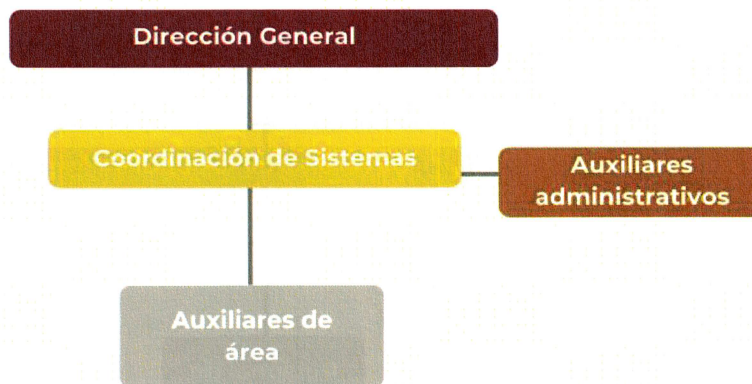 Dirección General
Coordinación de Sistemas
Auxiliares
administrativos
Auxiliares de
área